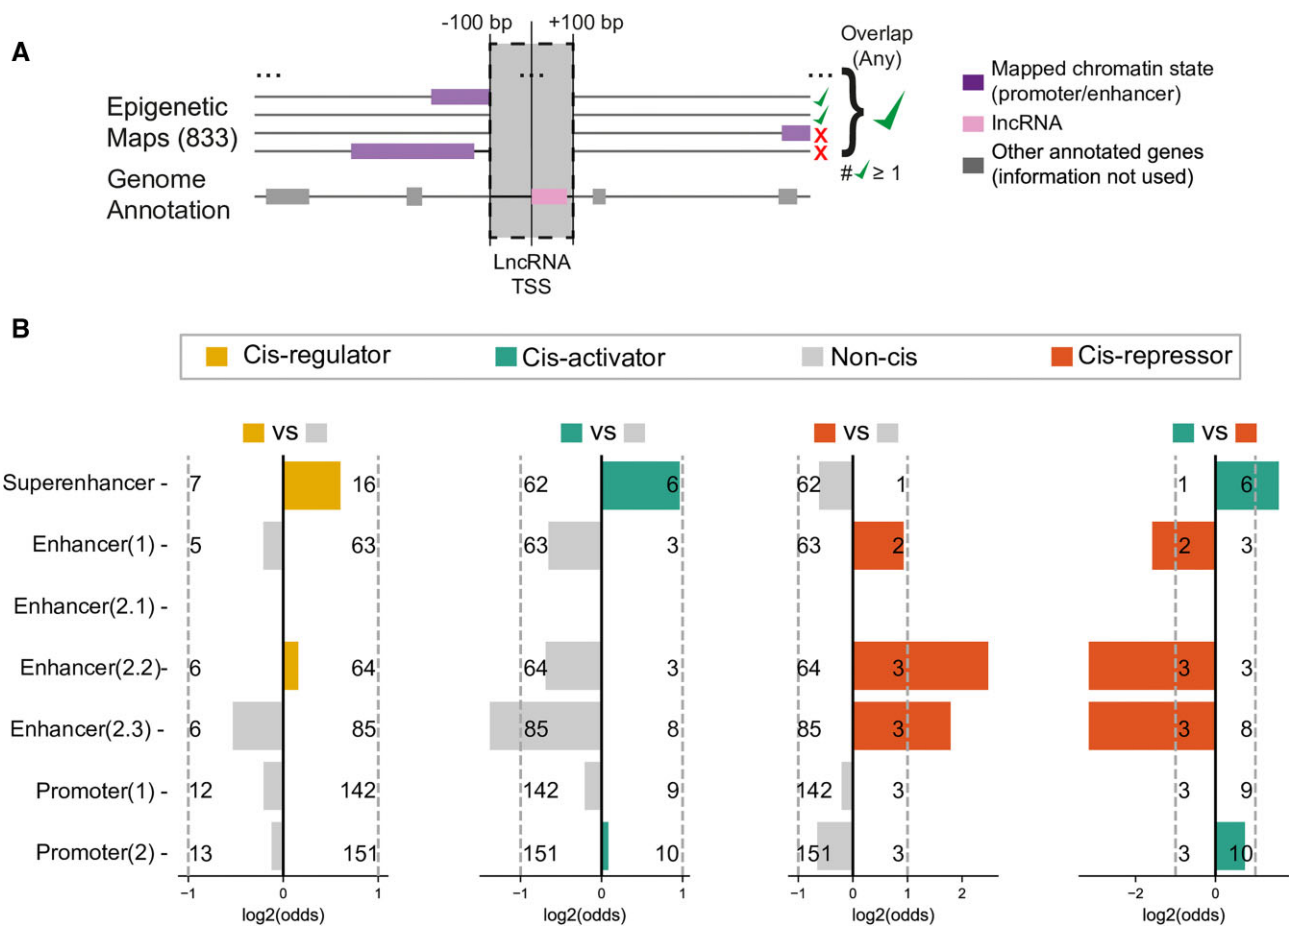 A
-100 bp
+100 bp
Overlap
(Any)
...
...
...
Epigenetic
Maps (833)
✓
✓
X
X
}
✓
#✓ ≥ 1
Genome
Annotation
LncRNA
TSS
Mapped chromatin state
(promoter/enhancer)
lncRNA
Other annotated genes
(information not used)
B
Cis-regulator
Cis-activator
Non-cis
Cis-repressor
vs
vs
vs
vs
Superenhancer -
7
16
62
6
62
1
1
6
Enhancer(1) -
5
63
63
3
63
2
2
3
Enhancer(2.1) -
Enhancer(2.2)-
6
64
64
3
64
3
3
3
Enhancer(2.3) -
6
85
85
8
85
3
3
8
Promoter(1) -
12
142
142
9
142
3
3
9
Promoter(2) -
13
151
151
10
151
3
3
10
−1
0
1
−1
0
1
−1
0
1
2
−2
0
log2(odds)
log2(odds)
log2(odds)
log2(odds)